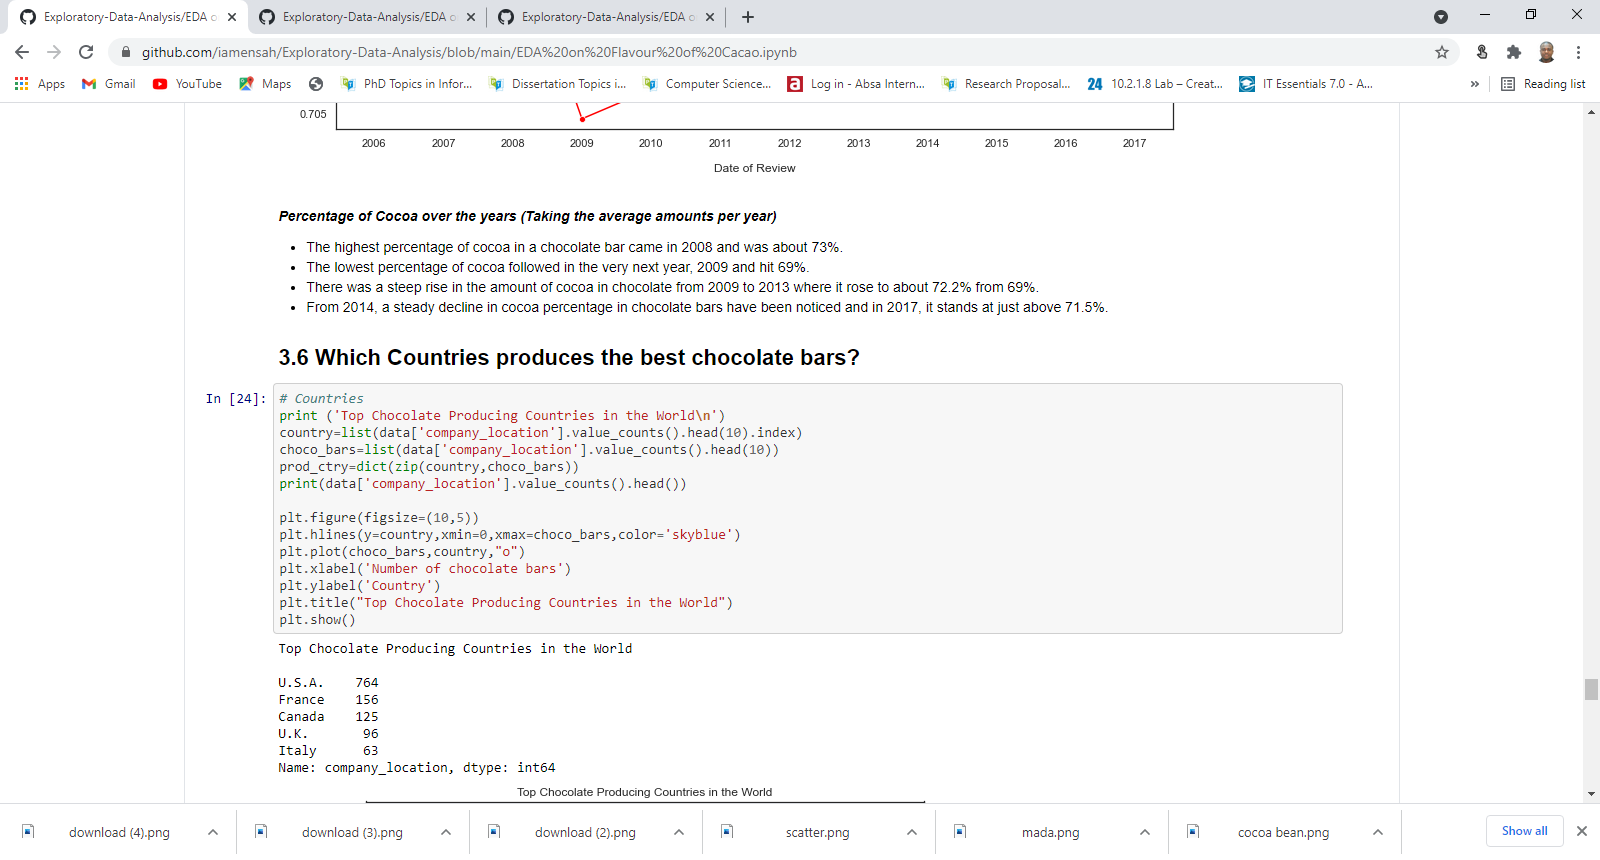 Exploratory-Data-Analysis/EDA o
Exploratory-Data-Analysis/EDA o
Exploratory-Data-Analysis/EDA o
github.com/iamensah/Exploratory-Data-Analysis/blob/main/EDA%20on%20Flavour%20of%20Cacao.ipynb
Apps Gmail YouTube Maps PhD Topics in Infor... Dissertation Topics i... Computer Science... a Log in - Absa Intern... Research Proposal... 24 10.2.1.8 Lab – Creat... IT Essentials 7.0 - A... » Reading list
0.705
2006 2007 2008 2009 2010 2011 2012 2013 2014 2015 2016 2017
Date of Review
Percentage of Cocoa over the years (Taking the average amounts per year)
• The highest percentage of cocoa in a chocolate bar came in 2008 and was about 73%.
• The lowest percentage of cocoa followed in the very next year, 2009 and hit 69%.
• There was a steep rise in the amount of cocoa in chocolate from 2009 to 2013 where it rose to about 72.2% from 69%.
• From 2014, a steady decline in cocoa percentage in chocolate bars have been noticed and in 2017, it stands at just above 71.5%.
3.6 Which Countries produces the best chocolate bars?
In [24]:
# Countries
print ('Top Chocolate Producing Countries in the World\n')
country=list(data['company_location'].value_counts().head(10).index)
choco_bars=list(data['company_location'].value_counts().head(10))
prod_ctry=dict(zip(country,choco_bars))
print(data['company_location'].value_counts().head())
plt.figure(figsize=(10,5))
plt.hlines(y=country,xmin=0,xmax=choco_bars,color='skyblue')
plt.plot(choco_bars,country,"o")
plt.xlabel('Number of chocolate bars')
plt.ylabel('Country')
plt.title("Top Chocolate Producing Countries in the World")
plt.show()
Top Chocolate Producing Countries in the World
U.S.A. 764
France 156
Canada 125
U.K. 96
Italy 63
Name: company_location, dtype: int64
Top Chocolate Producing Countries in the World
download (4).png download (3).png download (2).png scatter.png mada.png cocoa bean.png Show all